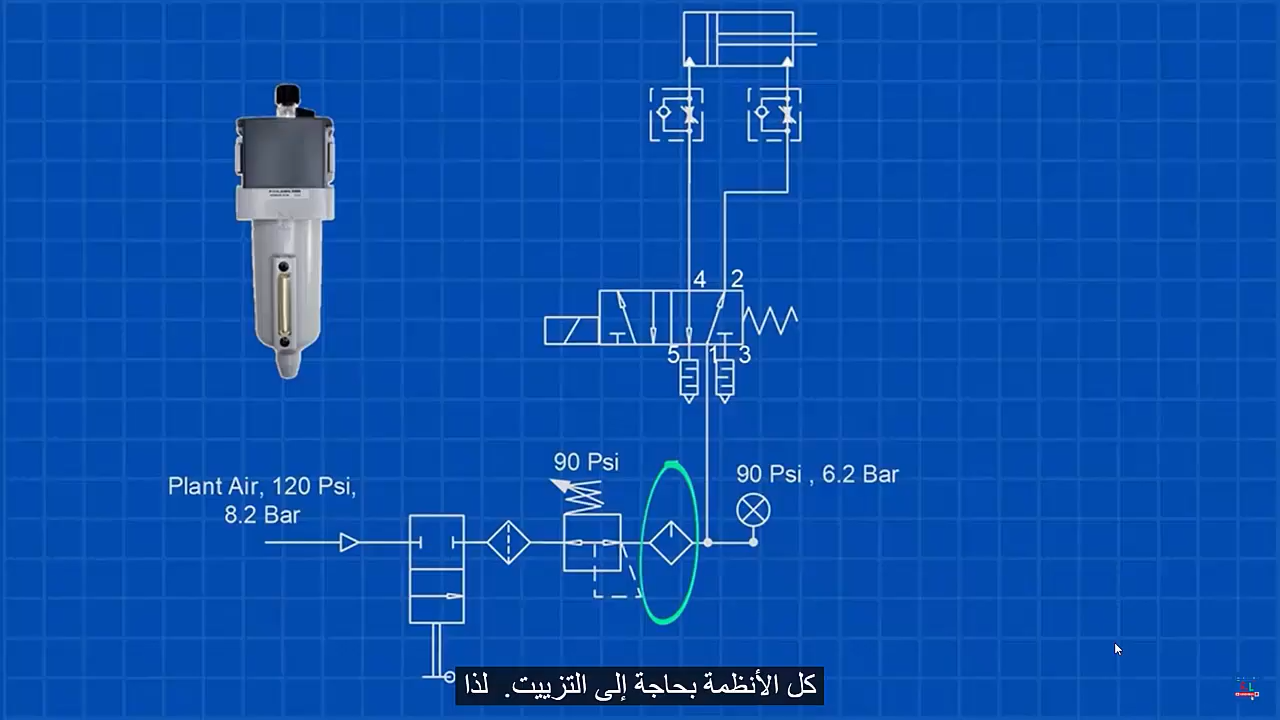 4 2
5 1 3
90 Psi
90 Psi , 6.2 Bar
Plant Air, 120 Psi,
8.2 Bar
كل الأنظمة بحاجة إلى التزييت. لذا